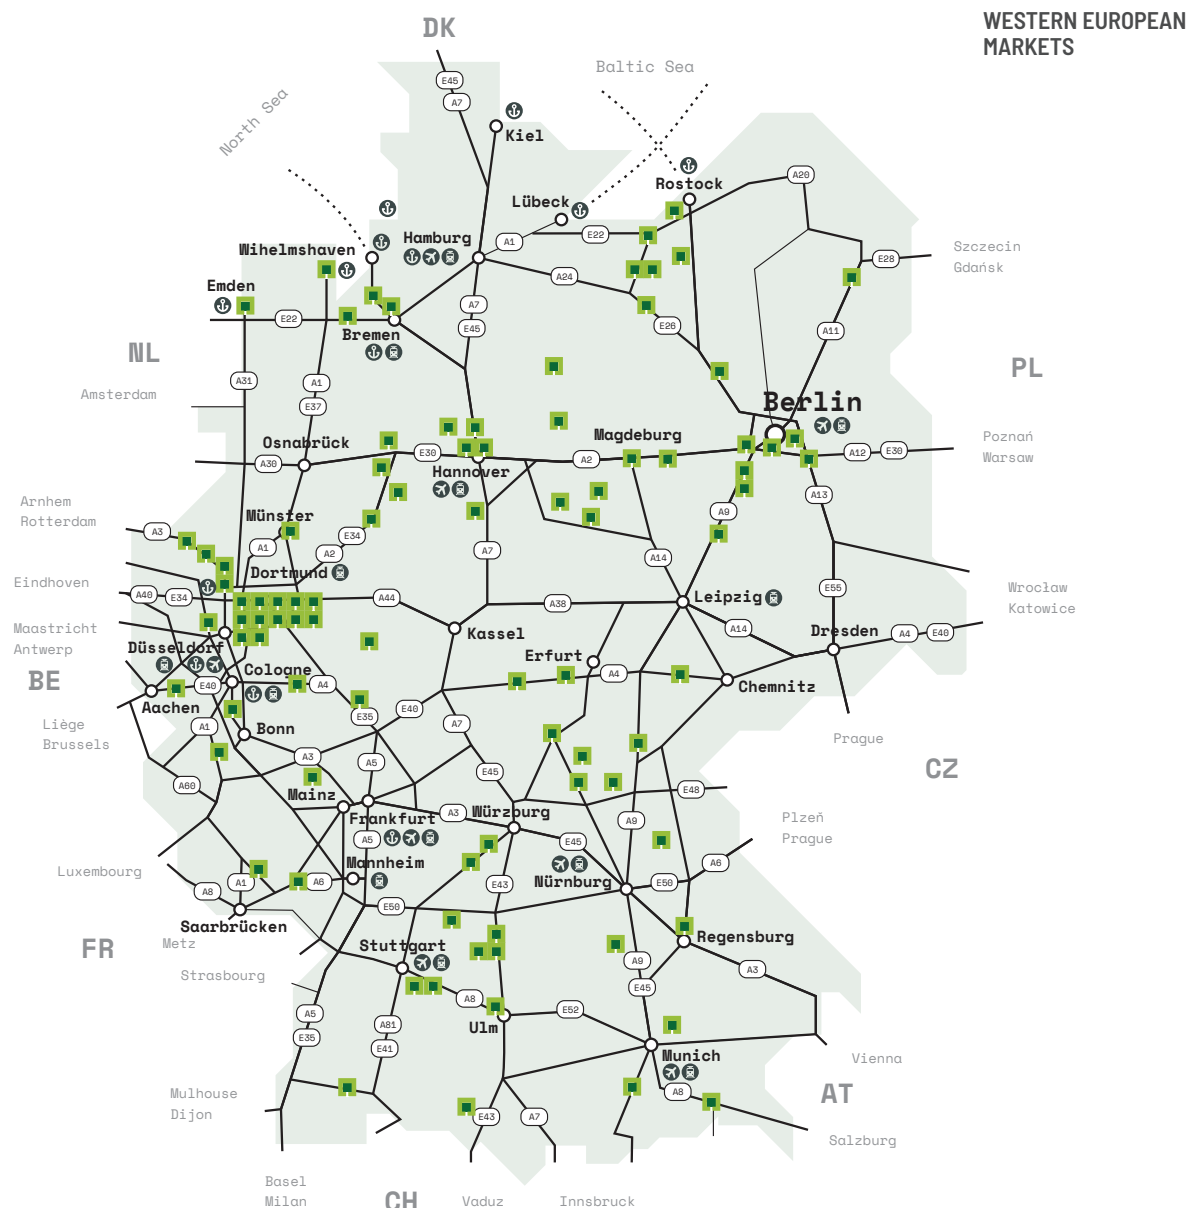 WESTERN EUROPEAN
MARKETS
DK
Baltic Sea
North Sea
E45
A7
Kiel
Rostock
A20
Lübeck
Hamburg
A1
E22
Wihelmshaven
E28
Szczecin
Gdańsk
A24
Emden
A7
E22
E45
E26
A11
Bremen
NL
PL
A31
A1
Amsterdam
E37
Berlin
Osnabrück
Magdeburg
Poznań
Warsaw
A30
E30
Hannover
A2
A12
E30
A13
Arnhem
Rotterdam
Münster
A9
A3
A1
E34
A2
A7
A14
Dortmund
Eindhoven
A40
E34
A44
A38
Leipzig
E55
Wrocław
Katowice
Maastricht
Antwerp
Kassel
A14
Dresden
A4
E40
Düsseldorf
Erfurt
Cologne
A4
BE
E40
A4
Chemnitz
Aachen
E35
E40
Liège
Brussels
A1
Bonn
A7
Prague
A3
A5
E45
CZ
A60
Mainz
E48
Frankfurt
A3
Würzburg
A9
Plzeň
Prague
A5
E45
Mannheim
A6
Luxembourg
A8
A1
A6
E43
Nürnburg
E50
E50
Saarbrücken
FR
Metz
Stuttgart
Regensburg
Strasbourg
A9
A3
E45
A8
A5
A81
E52
Ulm
E35
E41
Munich
Vienna
Mulhouse
Dijon
A8
AT
E43
A7
Salzburg
Basel
Milan
CH
Vaduz
Innsbruck